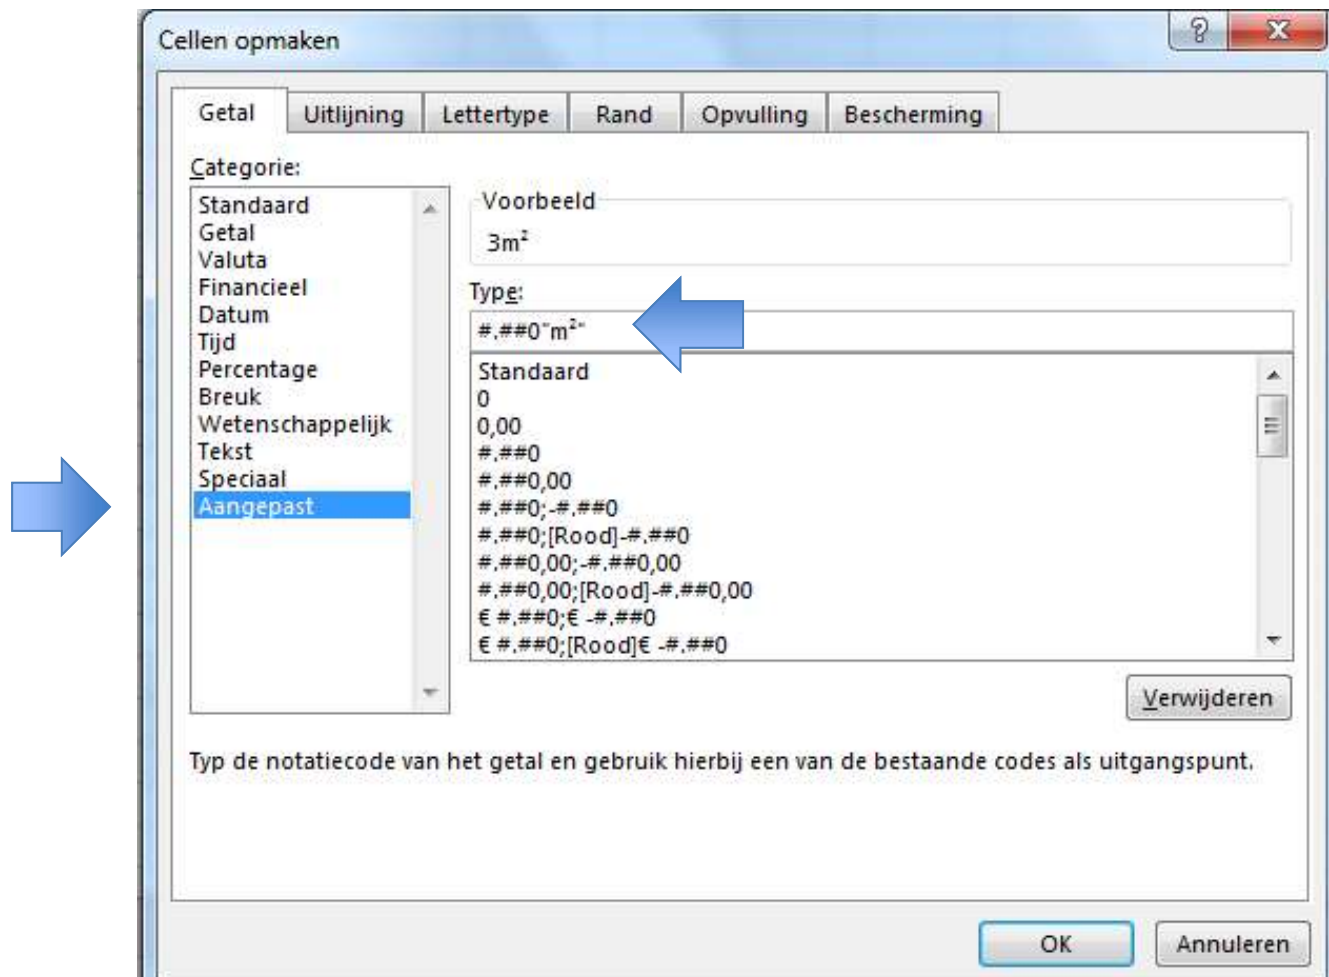 Cellen opmaken
Getal Uitlijning Lettertype Rand Opvulling Bescherming
Categorie:
Standaard
Getal
Valuta
Financieel
Datum
Tijd
Percentage
Breuk
Wetenschappelijk
Tekst
Speciaal
Aangepast
Voorbeeld
3m²
Type:
#.##0"m²"
Standaard
0
0,00
#.##0
#.##0,00
#.##0;-#.##0
#.##0;[Rood]-#.##0
#.##0,00;-#.##0,00
#.##0,00;[Rood]-#.##0,00
€ #.##0;€ -#.##0
€ #.##0;[Rood]€ -#.##0
Verwijderen
Typ de notatiecode van het getal en gebruik hierbij een van de bestaande codes als uitgangspunt.
OK Annuleren